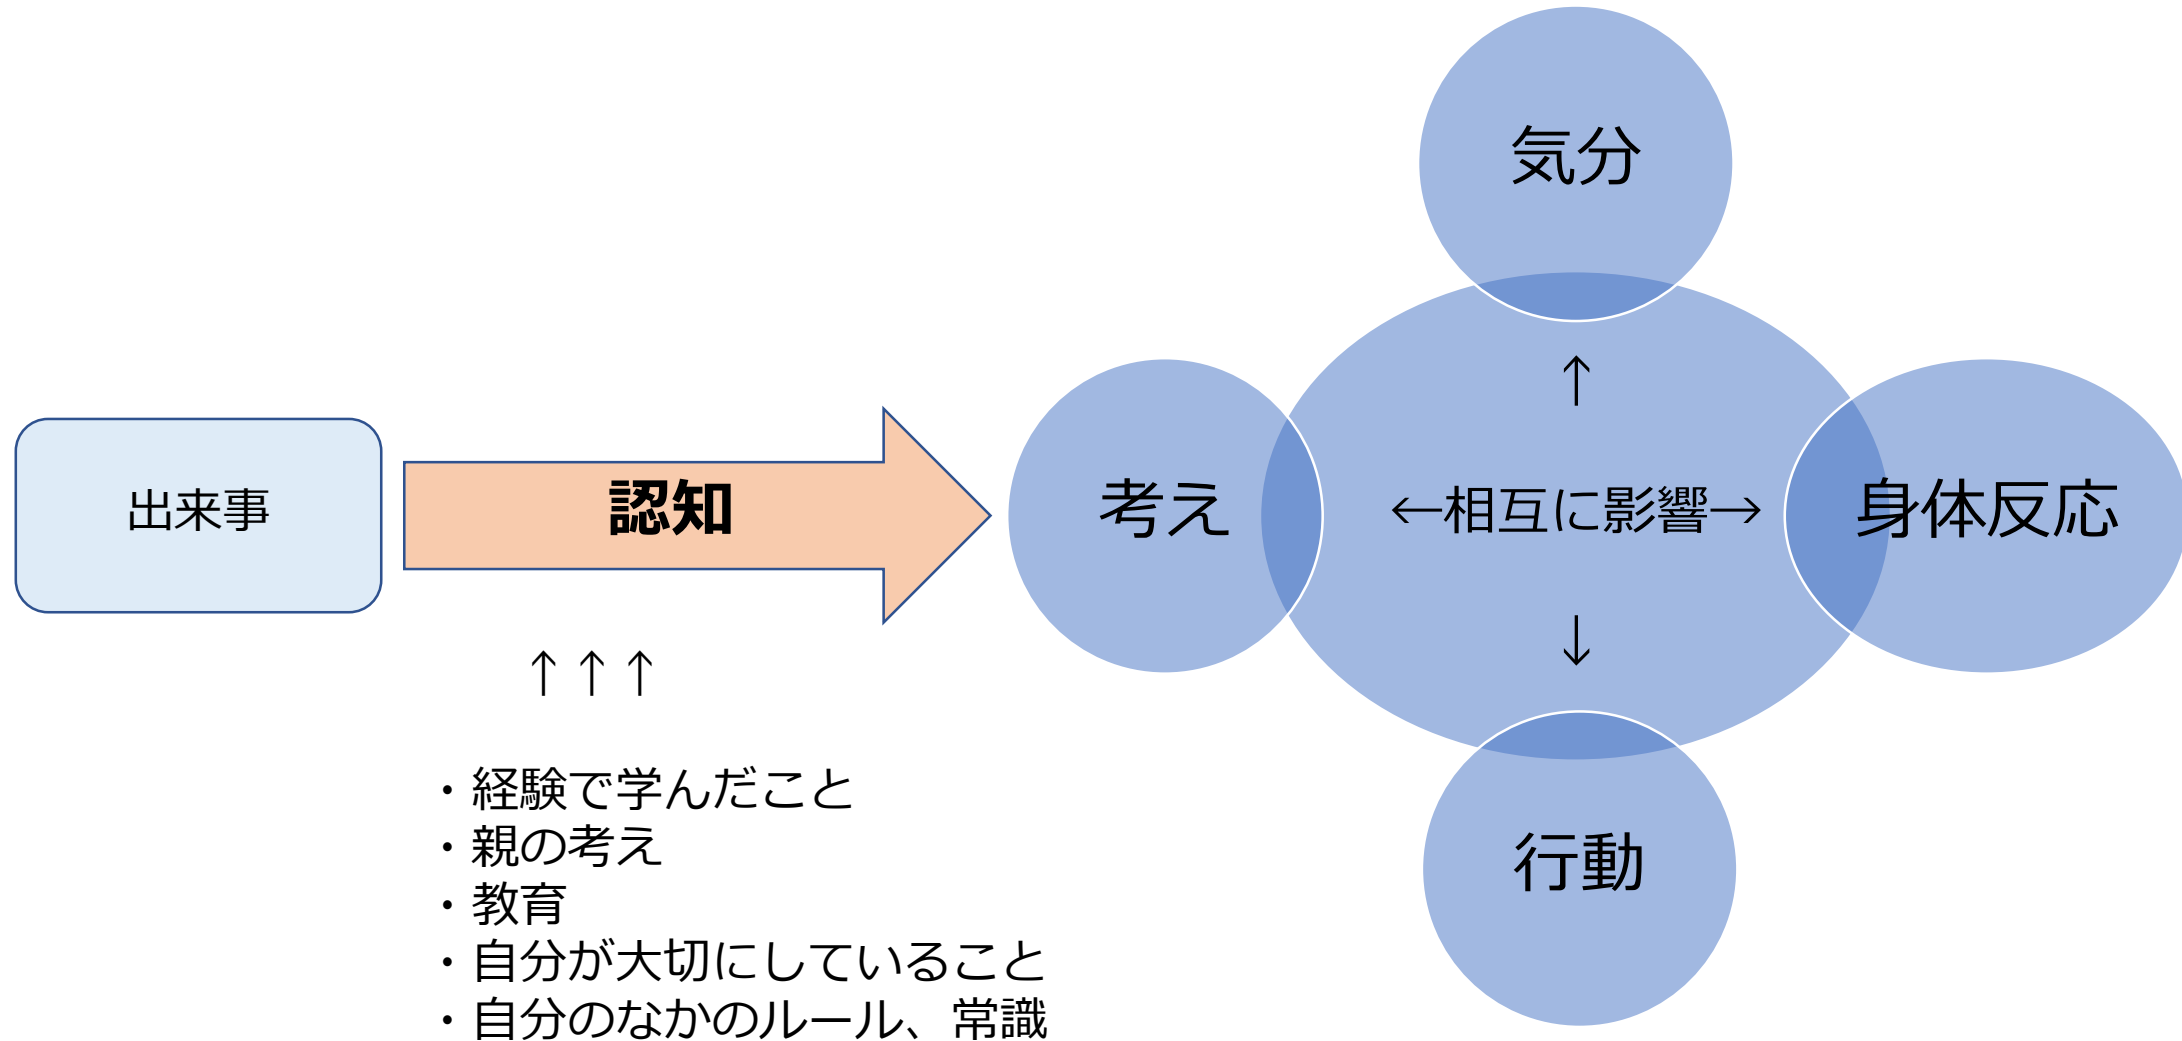 気分
↑
出来事
認知
考え
←相互に影響→
身体反応
↓
↑↑↑
・経験で学んだこと
・親の考え
・教育
・自分が大切にしていること
・自分のなかのルール、常識
行動